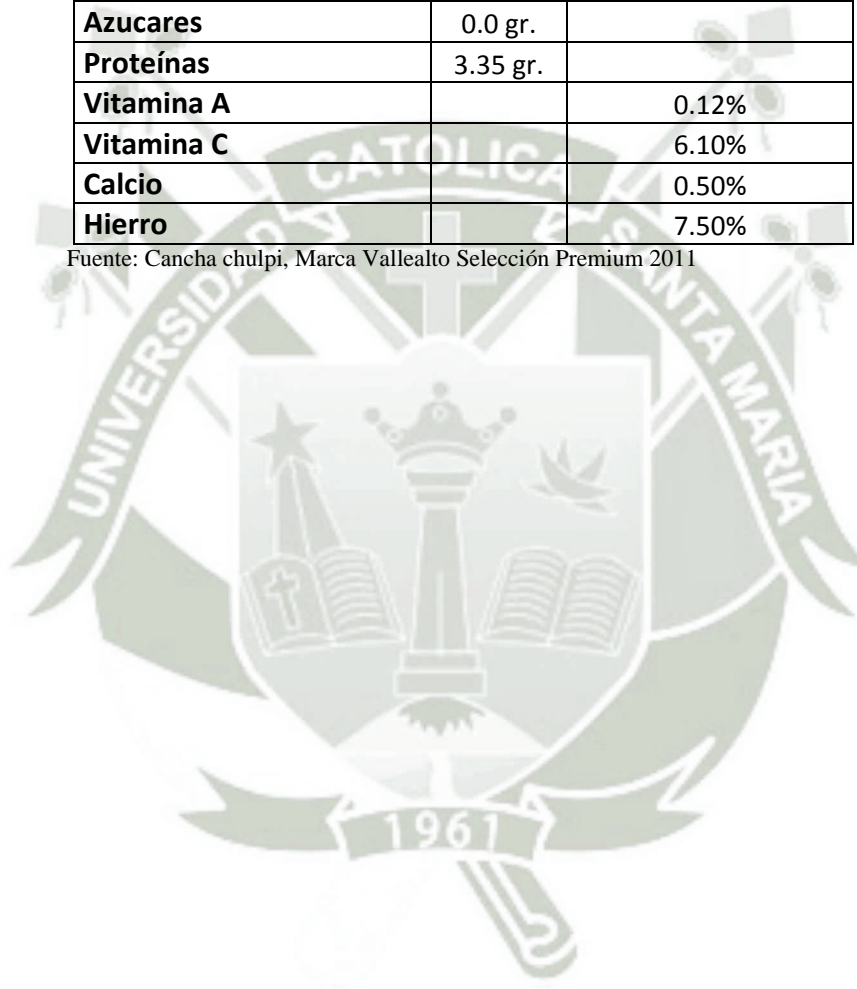 Azucares 0.0 gr.
Proteínas 3.35 gr.
Vitamina A 0.12%
Vitamina C 6.10%
Calcio 0.50%
Hierro 7.50%
Fuente: Cancha chulpi, Marca Vallealto Selección Premium 2011
UNIVERSIDAD CATOLICA SANTA MARIA
1961